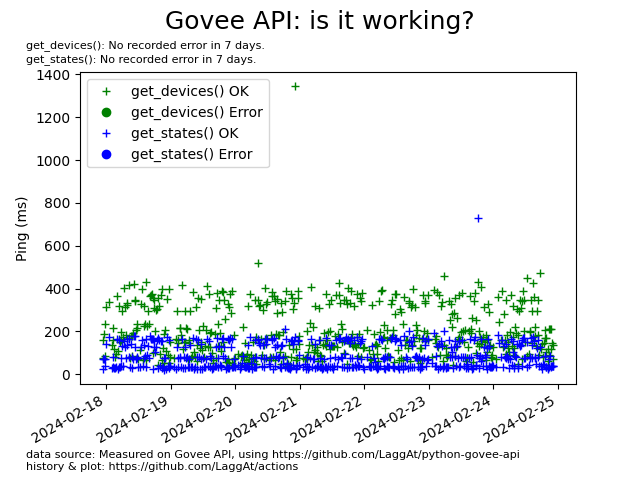 Govee API: is it working?
get_devices(): No recorded error in 7 days.
get_states(): No recorded error in 7 days.
1400
1200
1000
800
600
400
200
0
Ping (ms)
get_devices() OK
get_devices() Error
get_states() OK
get_states() Error
2024-02-18
2024-02-19
2024-02-20
2024-02-21
2024-02-22
2024-02-23
2024-02-24
2024-02-25
data source: Measured on Govee API, using https://github.com/LaggAt/python-govee-api
history & plot: https://github.com/LaggAt/actions